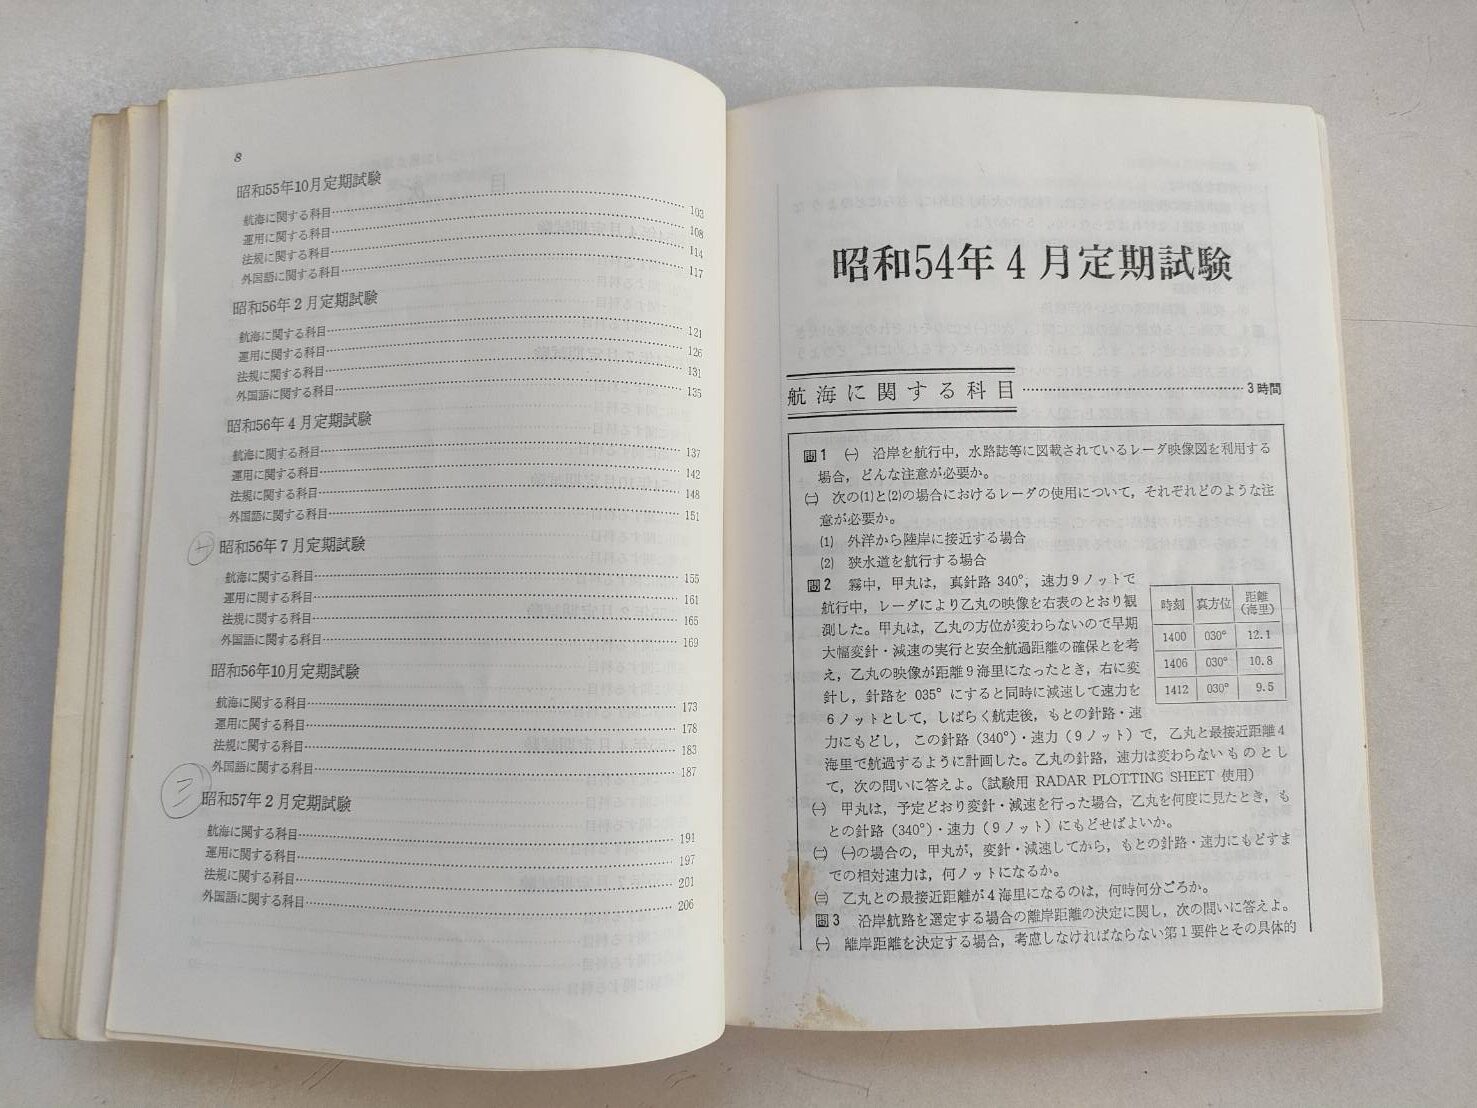 8
昭和55年10月定期試験
航海に関する科目…………103
運用に関する科目…………108
法規に関する科目…………114
外国語に関する科目…………117
昭和56年2月定期試験
航海に関する科目…………121
運用に関する科目…………126
法規に関する科目…………131
外国語に関する科目…………135
昭和56年4月定期試験
航海に関する科目…………137
運用に関する科目…………142
法規に関する科目…………148
外国語に関する科目…………151
昭和56年7月定期試験
航海に関する科目…………155
運用に関する科目…………161
法規に関する科目…………165
外国語に関する科目…………169
昭和56年10月定期試験
航海に関する科目…………173
運用に関する科目…………178
法規に関する科目…………183
外国語に関する科目…………187
三 昭和57年2月定期試験
航海に関する科目…………191
運用に関する科目…………197
法規に関する科目…………201
外国語に関する科目…………206
昭和54年4月定期試験
航海に関する科目…………3時間
問1 ㈠ 沿岸を航行中，水路誌等に図載されているレーダ映像図を利用する
場合，どんな注意が必要か。
㈡ 次の(1)と(2)の場合におけるレーダの使用について，それぞれどのような注
意が必要か。
(1) 外洋から陸岸に接近する場合
(2) 狭水道を航行する場合
問2 霧中，甲丸は，真針路 340°，速力9ノットで
航行中，レーダにより乙丸の映像を右表のとおり観
測した。甲丸は，乙丸の方位が変わらないので早期
大幅変針・減速の実行と安全航過距離の確保とを考
え，乙丸の映像が距離9海里になったとき，右に変
針し，針路を 035° にすると同時に減速して速力を
6ノットとして，しばらく航走後，もとの針路・速
力にもどし，この針路（340°）・速力（9ノット）で，乙丸と最接近距離4
海里で航過するように計画した。乙丸の針路，速力は変わらないものとし
て，次の問いに答えよ。（試験用 RADAR PLOTTING SHEET 使用）
時刻 真方位 距離（海里）
1400 030° 12.1
1406 030° 10.8
1412 030° 9.5
㈠ 甲丸は，予定どおり変針・減速を行った場合，乙丸を何度に見たとき，も
との針路（340°）・速力（9ノット）にもどせばよいか。
㈡ ㈠の場合の，甲丸が，変針・減速してから，もとの針路・速力にもどすま
での相対速力は，何ノットになるか。
㈢ 乙丸との最接近距離が4海里になるのは，何時何分ごろか。
問3 沿岸航路を選定する場合の離岸距離の決定に関し，次の問いに答えよ。
㈠ 離岸距離を決定する場合，考慮しなければならない第1要件とその具体的